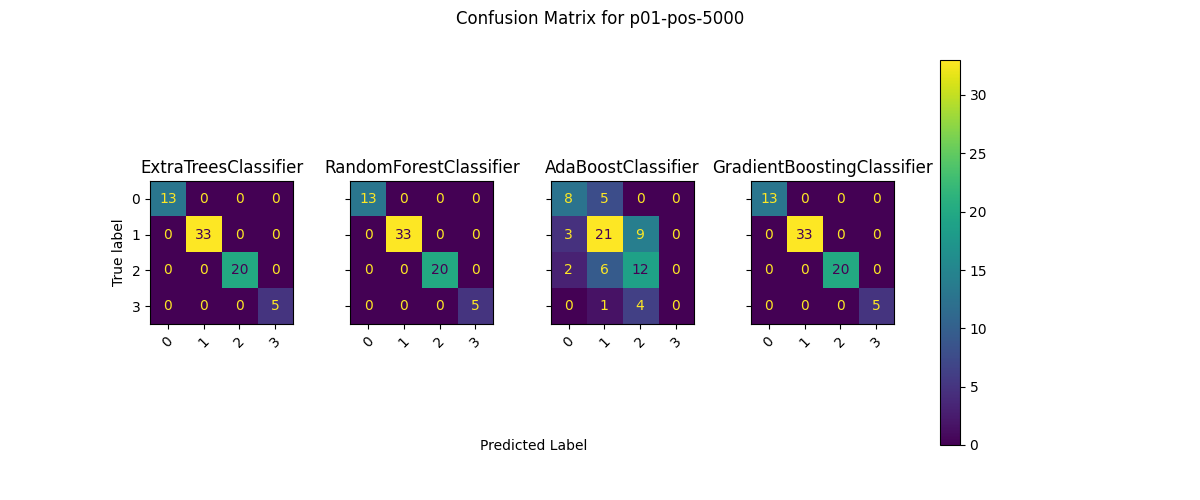 Confusion Matrix for p01-pos-5000
ExtraTreesClassifier
True label
0 13 0 0 0
1 0 33 0 0
2 0 0 20 0
3 0 0 0 5
0 1 2 3
RandomForestClassifier
13 0 0 0
0 33 0 0
0 0 20 0
0 0 0 5
0 1 2 3
AdaBoostClassifier
8 5 0 0
3 21 9 0
2 6 12 0
0 1 4 0
0 1 2 3
GradientBoostingClassifier
13 0 0 0
0 33 0 0
0 0 20 0
0 0 0 5
0 1 2 3
Predicted Label
30
25
20
15
10
5
0